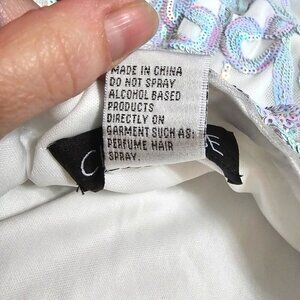 MADE IN CHINA
DO NOT SPRAY
ALCOHOL BASED
PRODUCTS
DIRECTLY ON
GARMENT SUCH AS:
PERFUME HAIR
SPRAY.